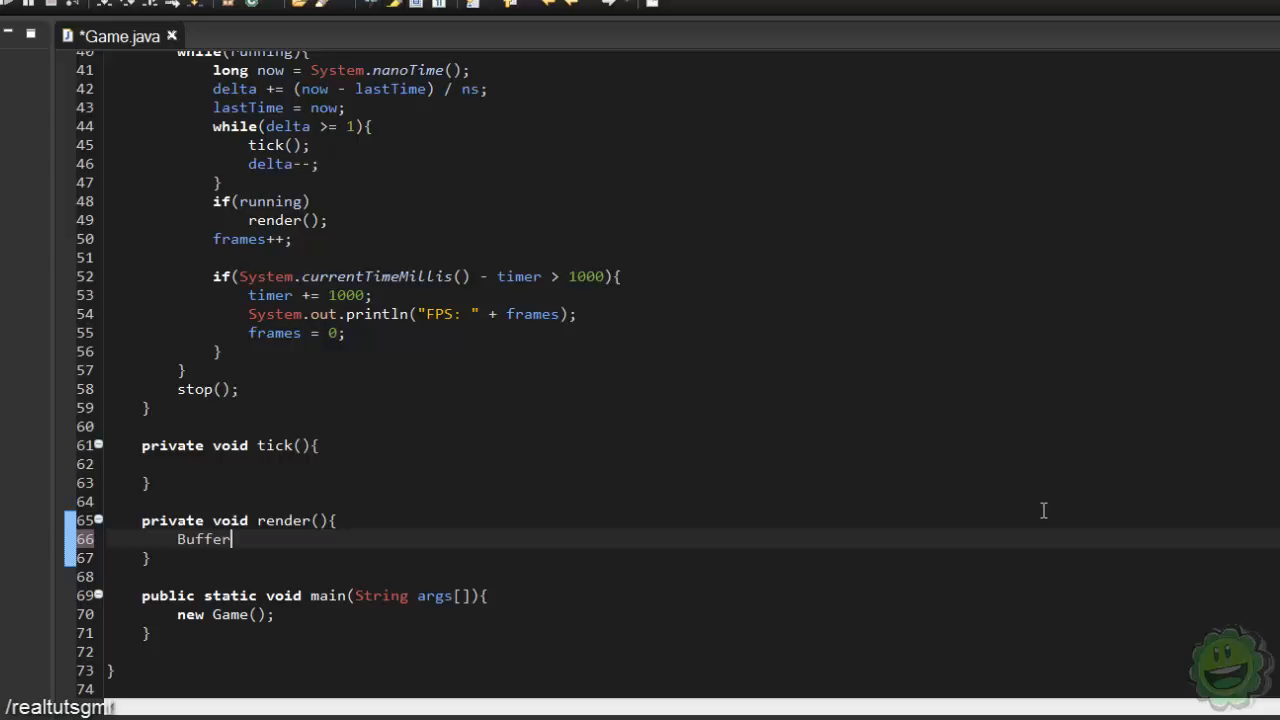 *Game.java
40 while(running){
41 long now = System.nanoTime();
42 delta += (now - lastTime) / ns;
43 lastTime = now;
44 while(delta >= 1){
45 tick();
46 delta--;
47 }
48 if(running)
49 render();
50 frames++;
51
52 if(System.currentTimeMillis() - timer > 1000){
53 timer += 1000;
54 System.out.println("FPS: " + frames);
55 frames = 0;
56 }
57 }
58 stop();
59 }
60
61 private void tick(){
62
63 }
64
65 private void render(){
66 Buffer
67 }
68
69 public static void main(String args[]){
70 new Game();
71 }
72
73 }
74
/realtutsgml